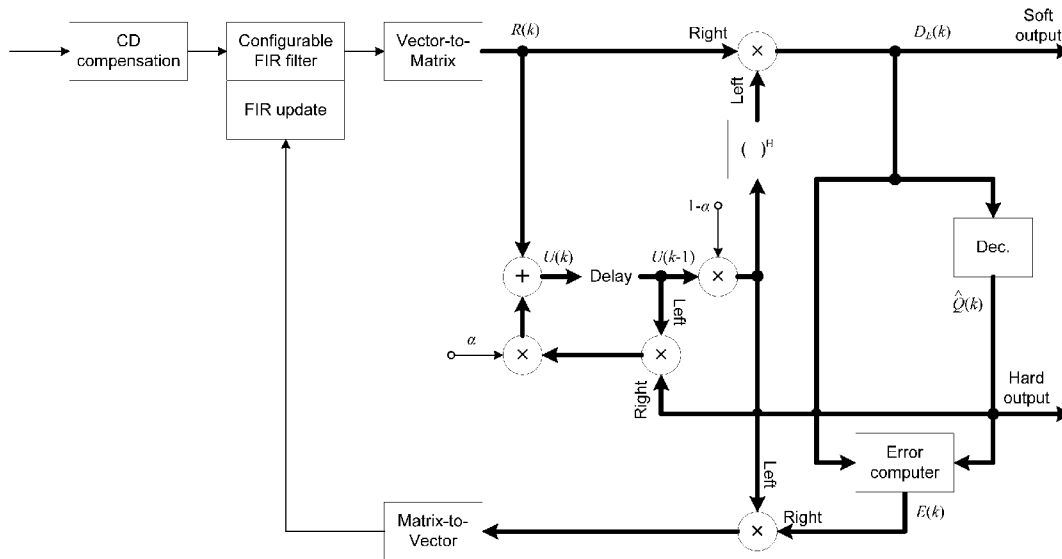 CD
compensation
Configurable
FIR filter
FIR update
Vector-to-
Matrix
R(k)
Right
×
Left
( )ᴴ
D_L(k)
Soft
output
1-α
+
U(k)
Delay
U(k-1)
×
Left
α
×
×
Right
Dec.
Q̂(k)
Hard
output
Error
computer
E(k)
Left
Right
×
Matrix-to-
Vector